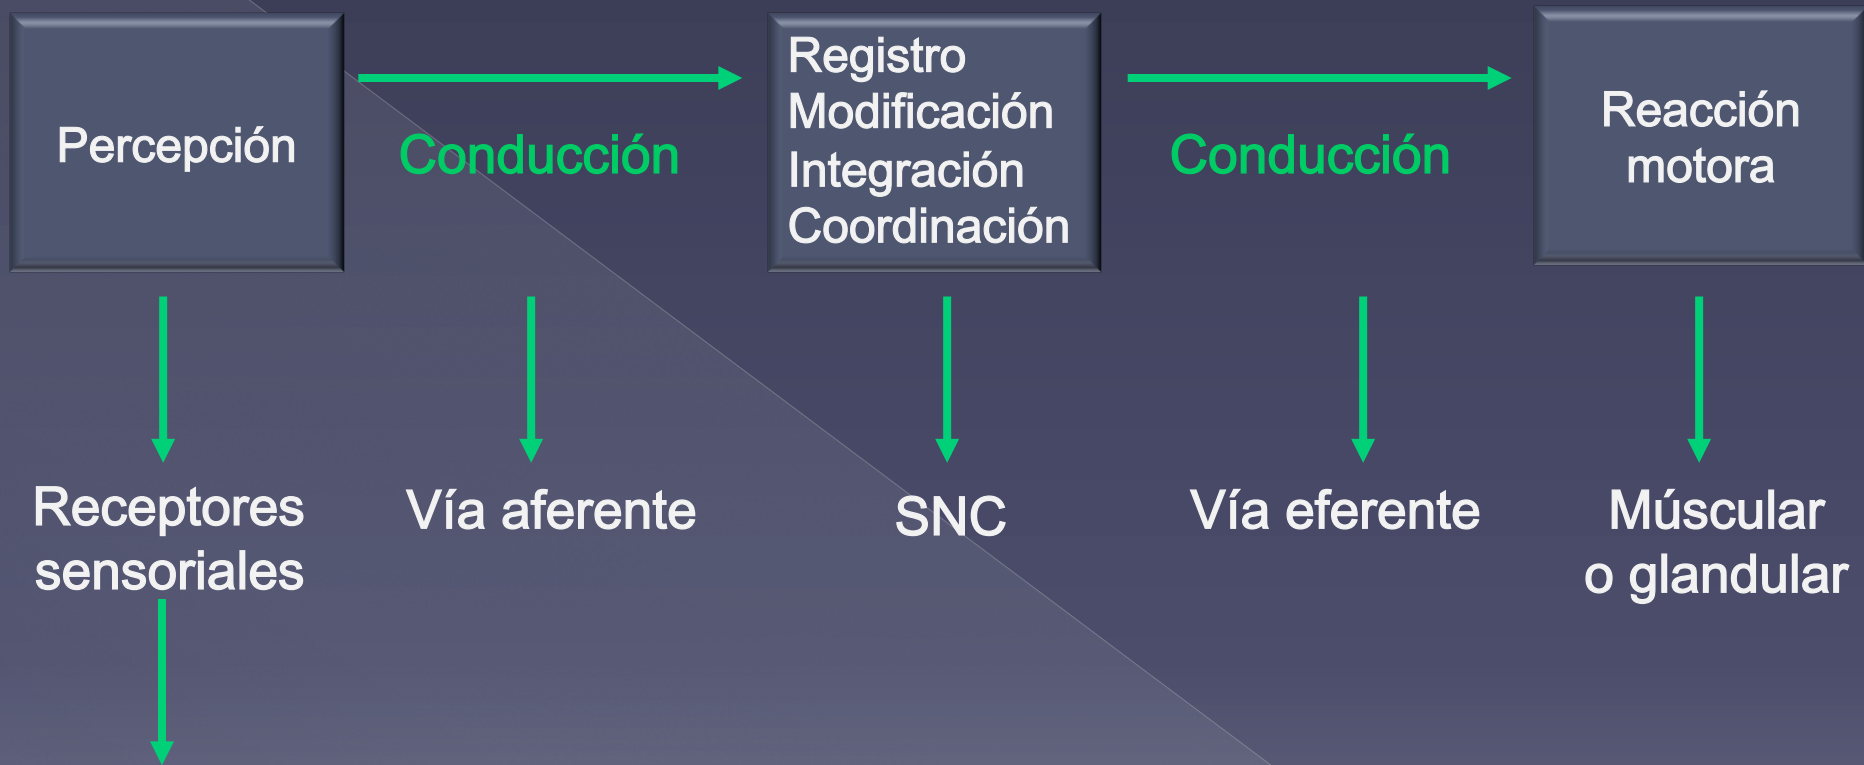 Percepción
Conducción
Registro
Modificación
Integración
Coordinación
Conducción
Reacción
motora
Receptores
sensoriales
Vía aferente
SNC
Vía eferente
Múscular
o glandular